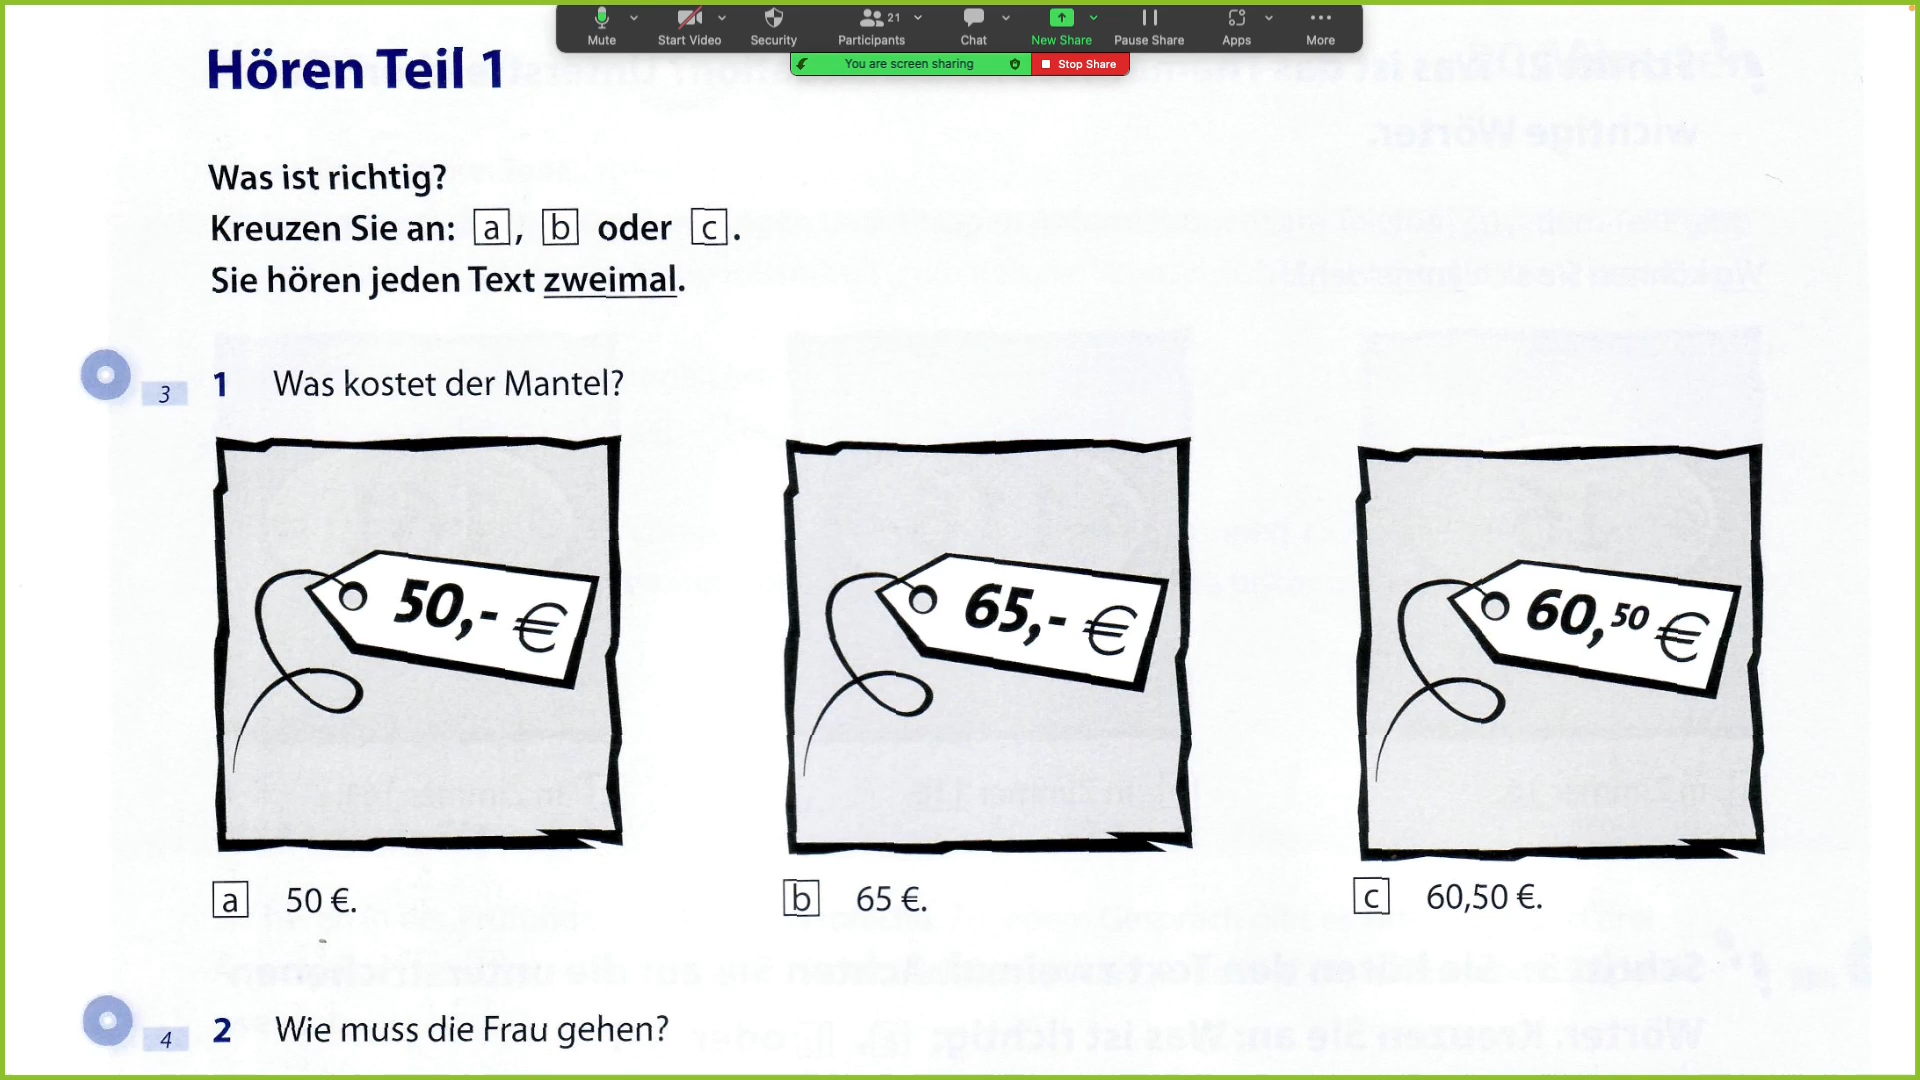 21
Mute
Start Video
Security
Participants
Chat
New Share
Pause Share
Apps
More
You are screen sharing
Stop Share
Hören Teil 1
Was ist richtig?
Kreuzen Sie an: a, b oder c.
Sie hören jeden Text zweimal.
3 1 Was kostet der Mantel?
50,- €
65,- €
60,50 €
a 50 €.
b 65 €.
c 60,50 €.
4 2 Wie muss die Frau gehen?